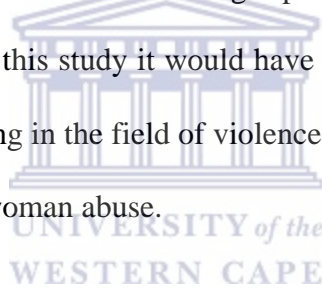 this study it would have
ng in the field of violence
woman abuse.
UNIVERSITY of the
WESTERN CAPE